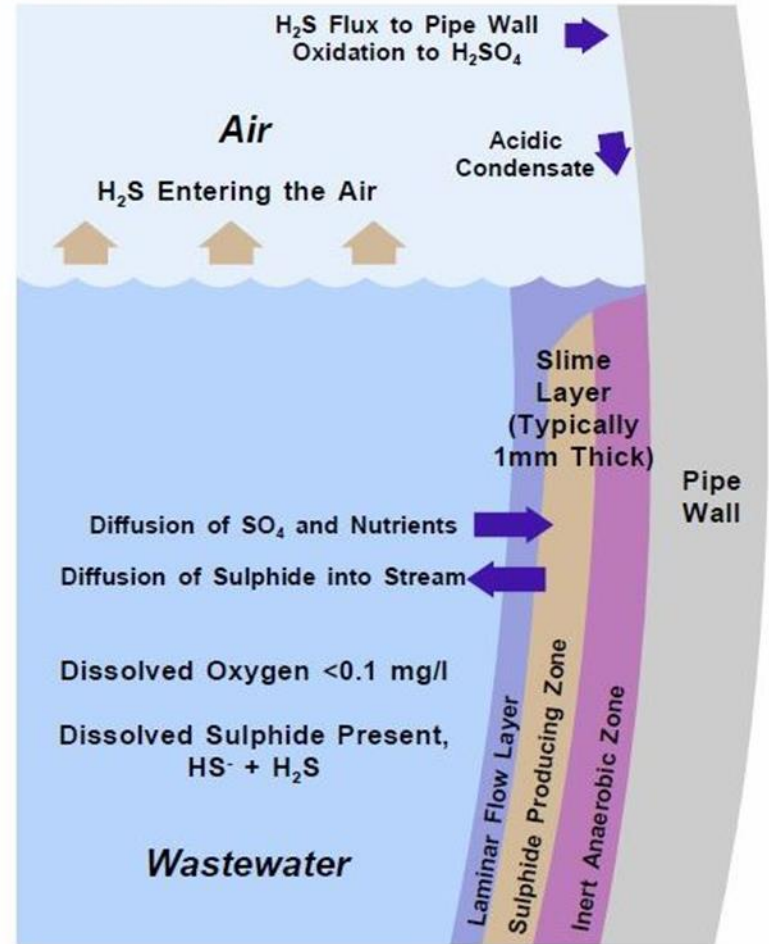 H₂S Flux to Pipe Wall
Oxidation to H₂SO₄
Air
Acidic
Condensate
H₂S Entering the Air
Slime
Layer
(Typically
1mm Thick)
Pipe
Wall
Diffusion of SO₄ and Nutrients
Diffusion of Sulphide into Stream
Dissolved Oxygen <0.1 mg/l
Dissolved Sulphide Present,
HS⁻ + H₂S
Wastewater
Laminar Flow Layer
Sulphide Producing Zone
Inert Anaerobic Zone